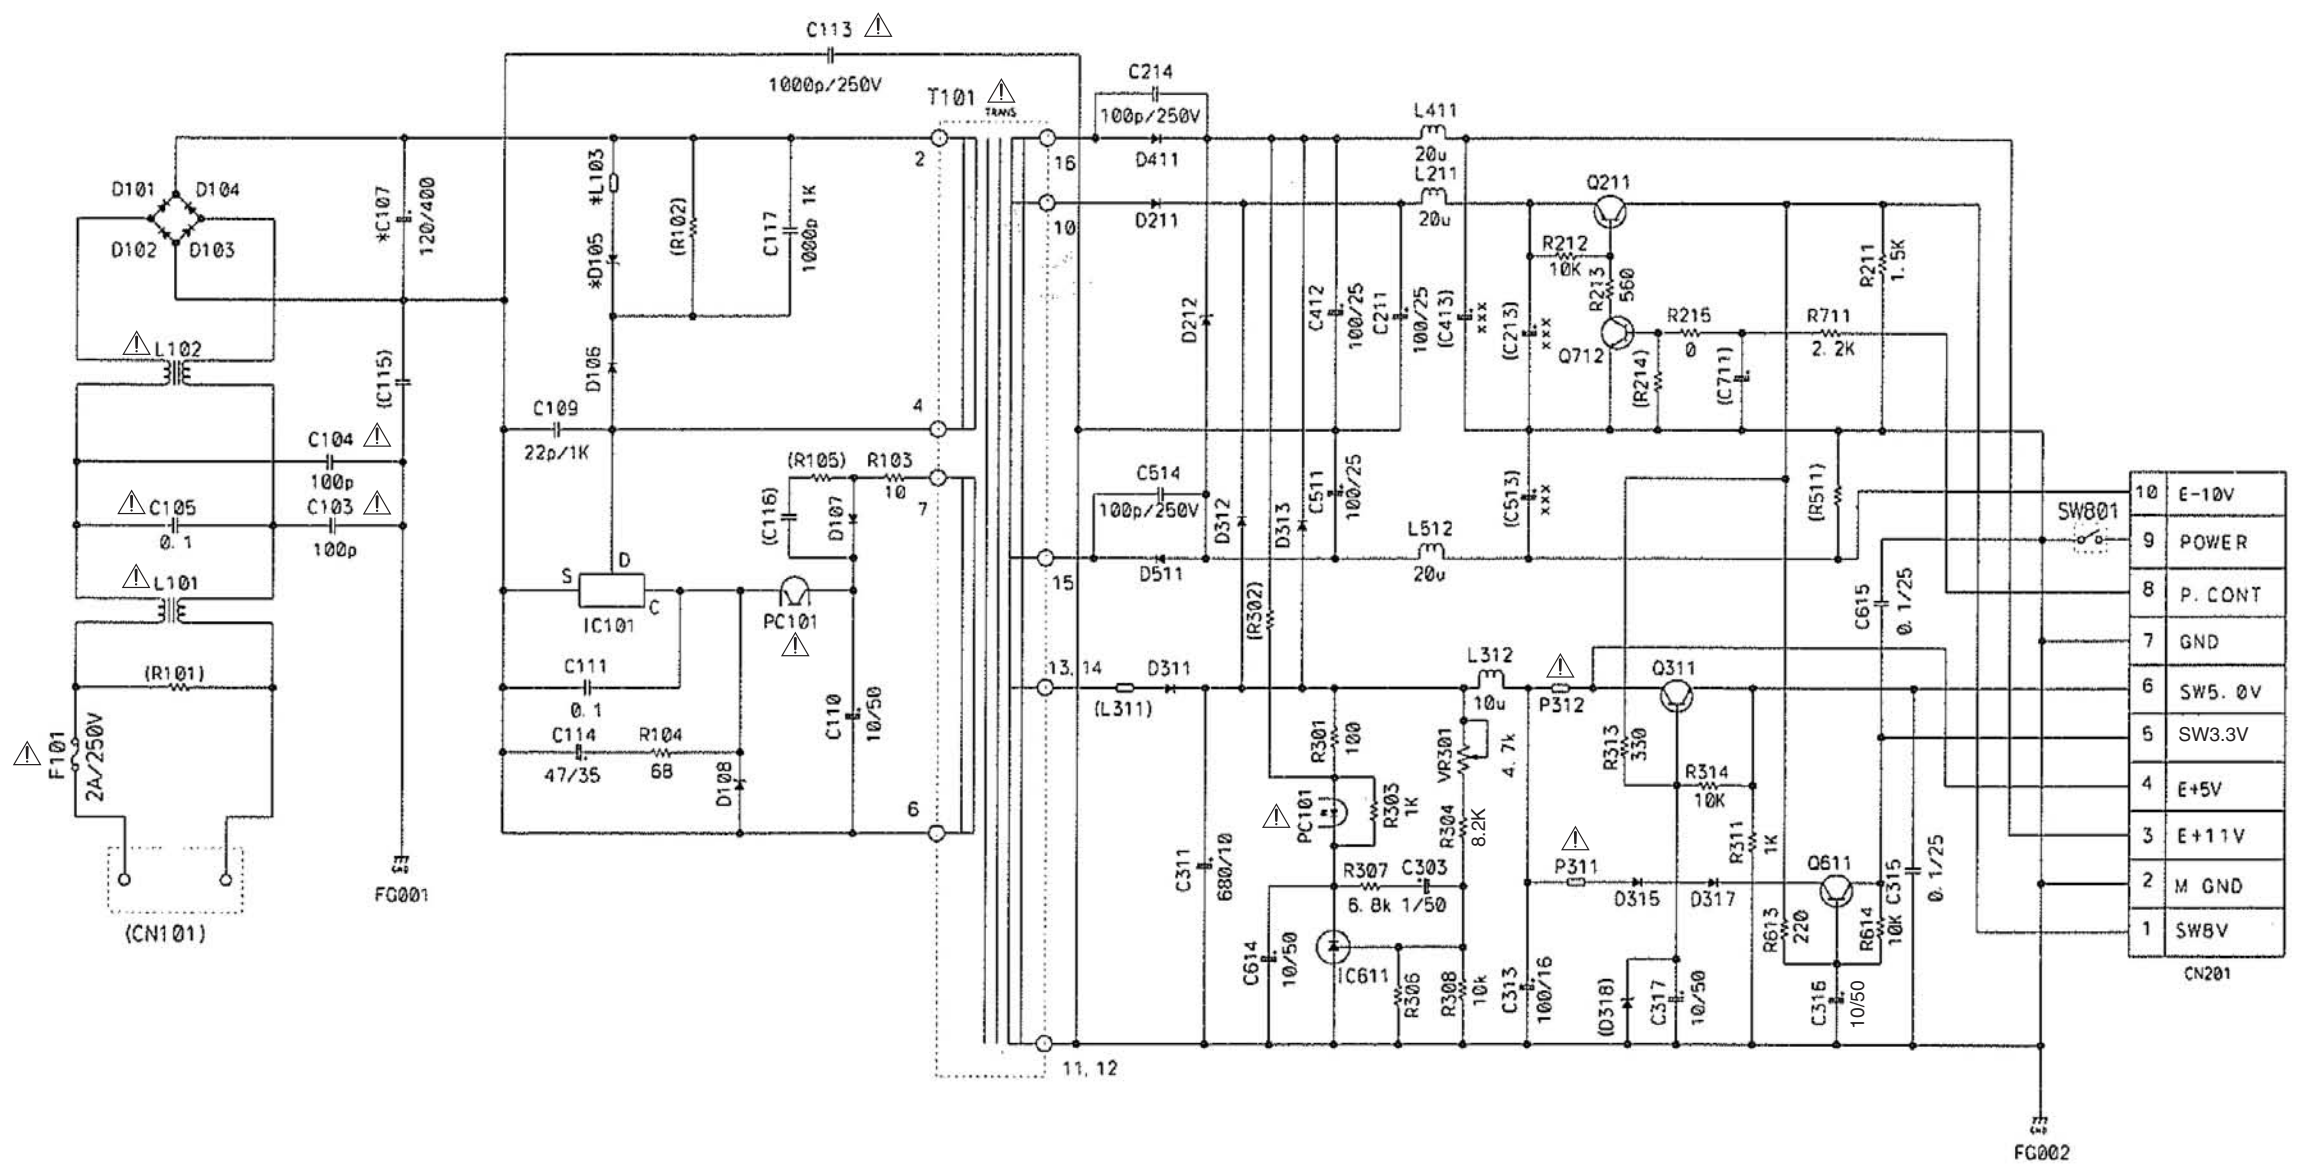 C113
1000p/250V
T101
TRANS
C214
100p/250V
D411
16
L411
20u
L211
20u
D211
10
2
D101
D104
D102
D103
*C107
120/400
*L103
*D105
(R102)
C117
1000p 1K
D106
Q211
R212
10K
R213
560
R211
1.5K
D212
C412
100/25
C211
100/25
(C413)
xxx
(C213)
xxx
Q712
R215
0
R711
2.2K
(R214)
(C711)
L102
(C115)
C109
22p/1K
4
C104
100p
C105
0.1
C103
100p
(R105)
R103
10
7
(C116)
D107
C514
100p/250V
D312
D313
C511
100/25
(C513)
xxx
(R511)
L512
20u
D511
15
10 E-10V
SW801
9 POWER
8 P. CONT
7 GND
6 SW5.0V
5 SW3.3V
4 E+5V
3 E+11V
2 M GND
1 SW8V
CN201
L101
S
D
C
IC101
PC101
(R302)
C615
0.1/25
(R101)
C111
0.1
C110
10/50
13,14
D311
(L311)
L312
10u
P312
Q311
F101
2A/250V
C114
47/35
R104
68
D108
6
R301
100
VR301
4.7k
R313
330
R314
10K
PC101
R303
1K
R304
8.2K
R311
1K
C311
680/10
R307
6.8k
C303
1/50
P311
D315
D317
Q611
C315
0.1/25
R613
220
R614
10K
FG001
(CN101)
C614
10/50
IC611
R306
R308
10k
C313
100/16
(D318)
C317
10/50
C316
10/50
11,12
GND
GND
FG002